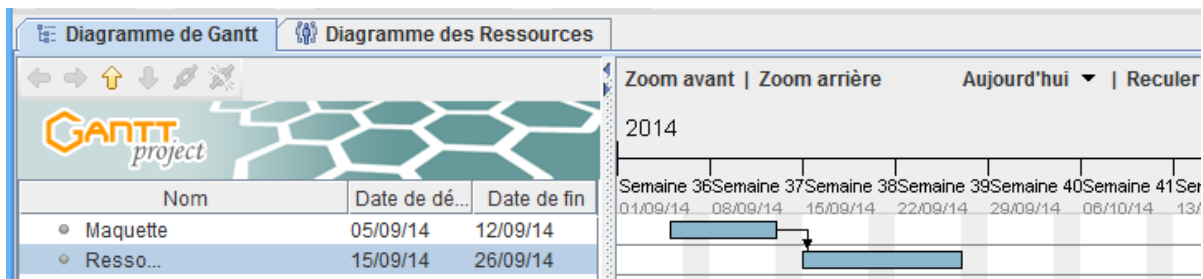 Diagramme de Gantt Diagramme des Ressources
Zoom avant | Zoom arrière Aujourd'hui | Reculer
GANTT
project
2014
Semaine 36 Semaine 37 Semaine 38 Semaine 39 Semaine 40 Semaine 41 Ser
01/09/14 08/09/14 15/09/14 22/09/14 29/09/14 06/10/14 13/
Nom Date de dé... Date de fin
Maquette 05/09/14 12/09/14
Resso... 15/09/14 26/09/14